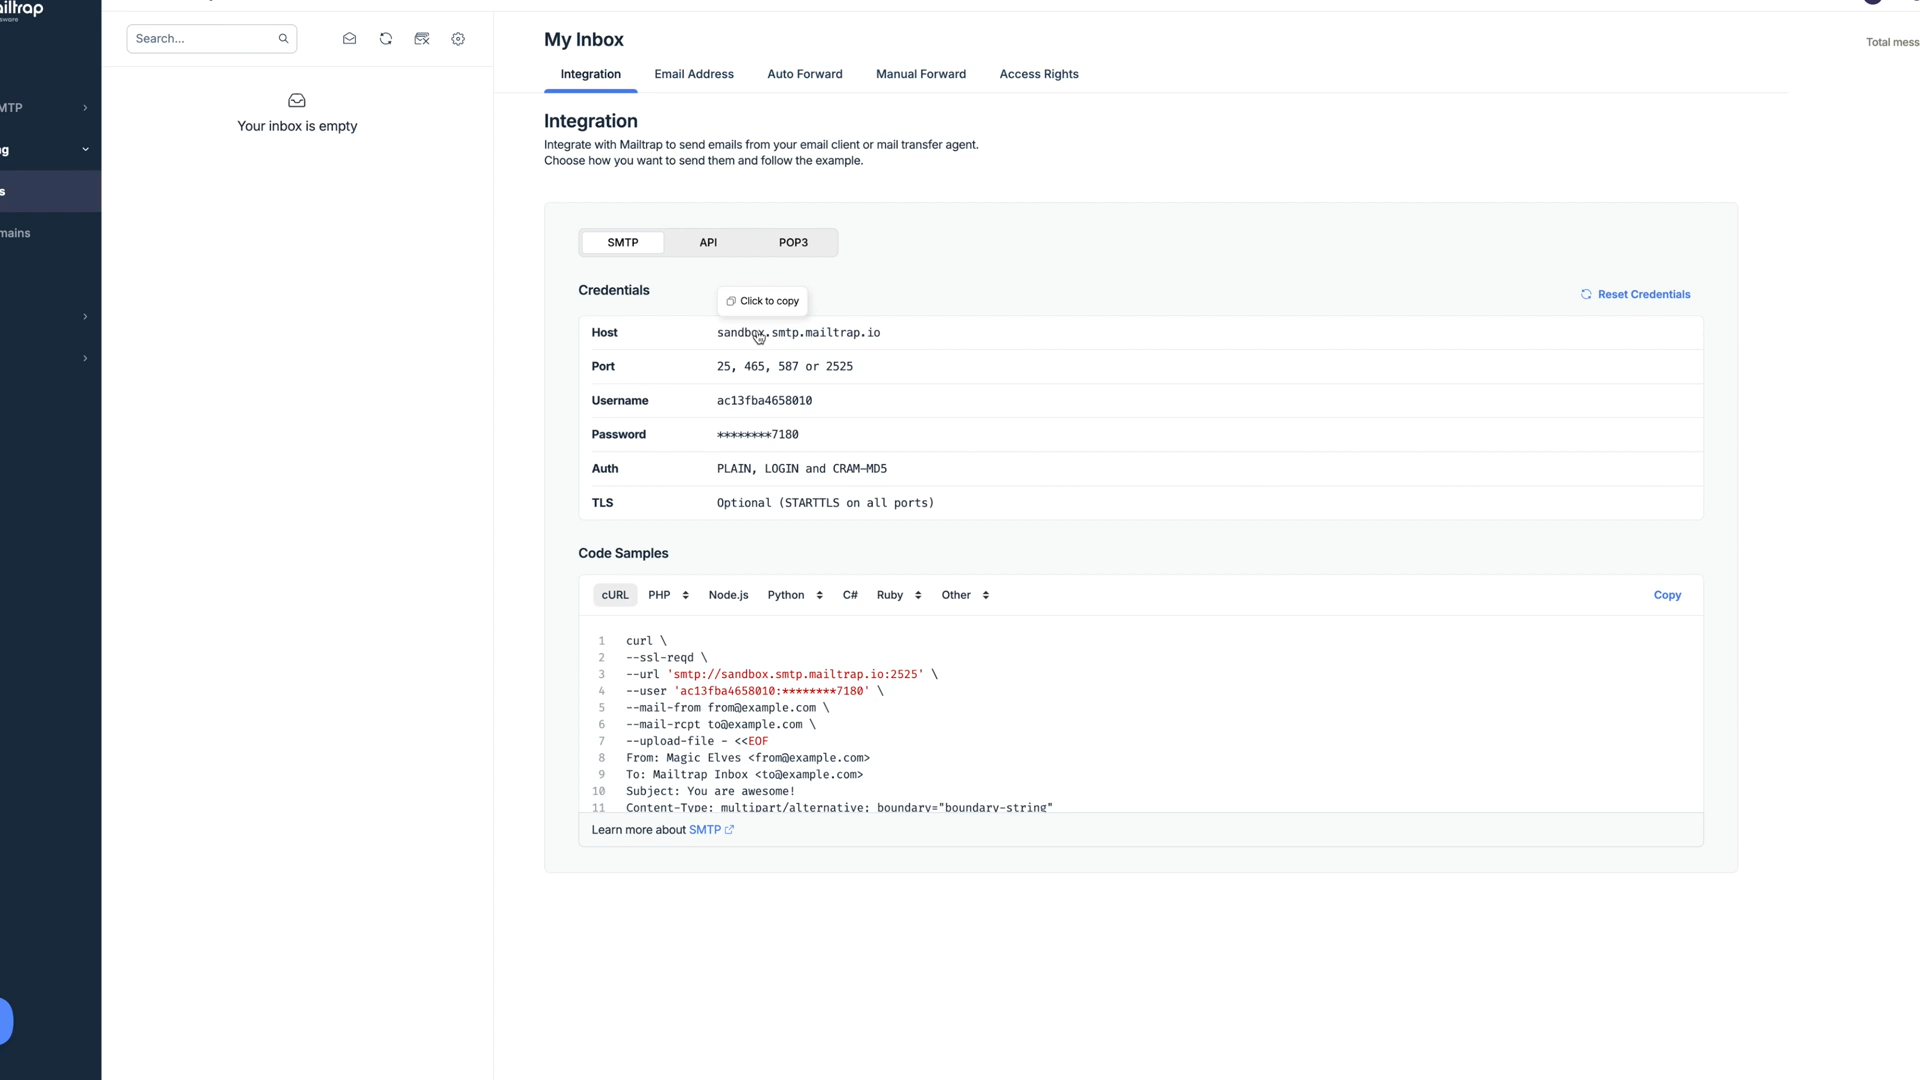 Search...
Your inbox is empty
My Inbox
Total mess
Integration
Email Address
Auto Forward
Manual Forward
Access Rights
Integration
Integrate with Mailtrap to send emails from your email client or mail transfer agent.
Choose how you want to send them and follow the example.
SMTP
API
POP3
Credentials
Click to copy
Reset Credentials
Host sandbox.smtp.mailtrap.io
Port 25, 465, 587 or 2525
Username ac13fba4658010
Password ********7180
Auth PLAIN, LOGIN and CRAM-MD5
TLS Optional (STARTTLS on all ports)
Code Samples
cURL PHP Node.js Python C# Ruby Other Copy
1 curl \
2 --ssl-reqd \
3 --url 'smtp://sandbox.smtp.mailtrap.io:2525' \
4 --user 'ac13fba4658010:********7180' \
5 --mail-from from@example.com \
6 --mail-rcpt to@example.com \
7 --upload-file - <<EOF
8 From: Magic Elves <from@example.com>
9 To: Mailtrap Inbox <to@example.com>
10 Subject: You are awesome!
11 Content-Type: multipart/alternative; boundary="boundary-string"
Learn more about SMTP
iltrap
MTP
g
s
mains